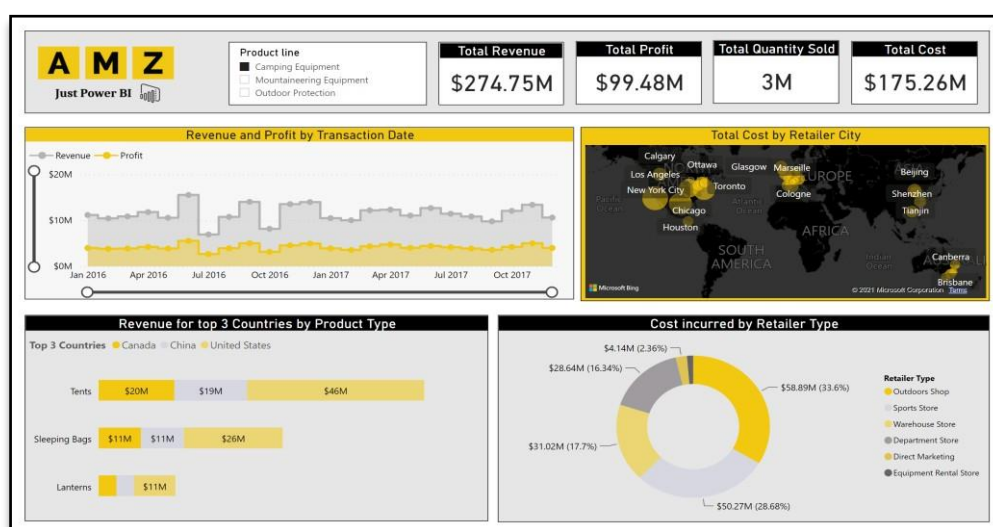 A M Z
Just Power BI
Product line
Camping Equipment
Mountaineering Equipment
Outdoor Protection
Total Revenue
$274.75M
Total Profit
$99.48M
Total Quantity Sold
3M
Total Cost
$175.26M
Revenue and Profit by Transaction Date
Revenue Profit
$20M
$10M
$0M
Jan 2016 Apr 2016 Jul 2016 Oct 2016 Jan 2017 Apr 2017 Jul 2017 Oct 2017
Total Cost by Retailer City
Calgary
Ottawa
Glasgow
Marseille
Los Angeles
EUROPE
Beijing
New York City
Toronto
Cologne
Shenzhen
Pacific
Ocean
Atlantic
Ocean
Chicago
Tianjin
Houston
AFRICA
SOUTH
AMERICA
Indian
Ocean
Canberra
Brisbane
Microsoft Bing
© 2021 Microsoft Corporation Terms
Revenue for top 3 Countries by Product Type
Top 3 Countries Canada China United States
Tents $20M $19M $46M
Sleeping Bags $11M $11M $26M
Lanterns $11M
Cost incurred by Retailer Type
$4.14M (2.36%)
$28.64M (16.34%)
$58.89M (33.6%)
$31.02M (17.7%)
$50.27M (28.68%)
Retailer Type
Outdoors Shop
Sports Store
Warehouse Store
Department Store
Direct Marketing
Equipment Rental Store